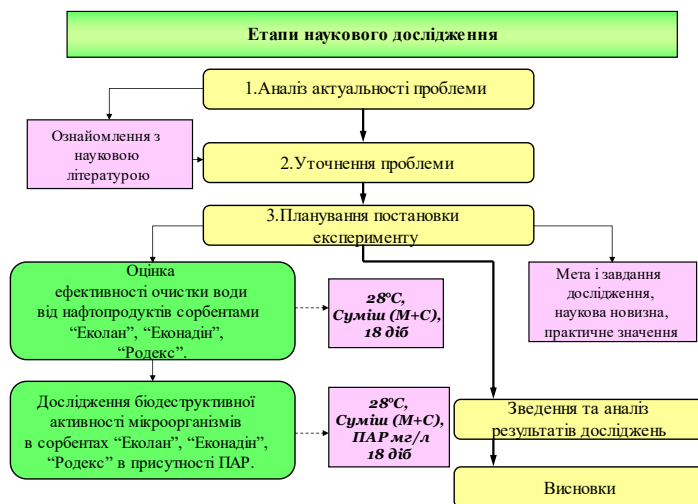 Етапи наукового дослідження
1.Аналіз актуальності проблеми
Ознайомлення з
науковою
літературою
2.Уточнення проблеми
3.Планування постановки
експерименту
Оцінка
ефективності очистки води
від нафтопродуктів сорбентами
“Еколан”, “Еконадін”,
“Родекс”.
28°С,
Суміш (М+С),
18 діб
Мета і завдання
дослідження,
наукова новизна,
практичне значення
Дослідження біодеструктивної
активності мікроорганізмів
в сорбентах “Еколан”, “Еконадін”,
“Родекс” в присутності ПАР.
28°С,
Суміш (М+С),
ПАР мг/л
18 діб
Зведення та аналіз
результатів досліджень
Висновки